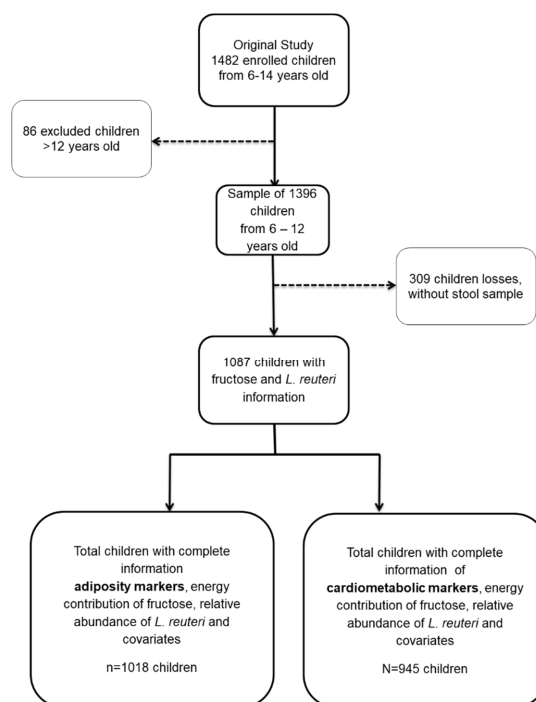 Original Study
1482 enrolled children
from 6-14 years old
86 excluded children
>12 years old
Sample of 1396
children
from 6 – 12
years old
309 children losses,
without stool sample
1087 children with
fructose and L. reuteri
information
Total children with complete
information
adiposity markers, energy
contribution of fructose, relative
abundance of L. reuteri and
covariates
n=1018 children
Total children with complete
information of
cardiometabolic markers, energy
contribution of fructose, relative
abundance of L. reuteri and
covariates
N=945 children